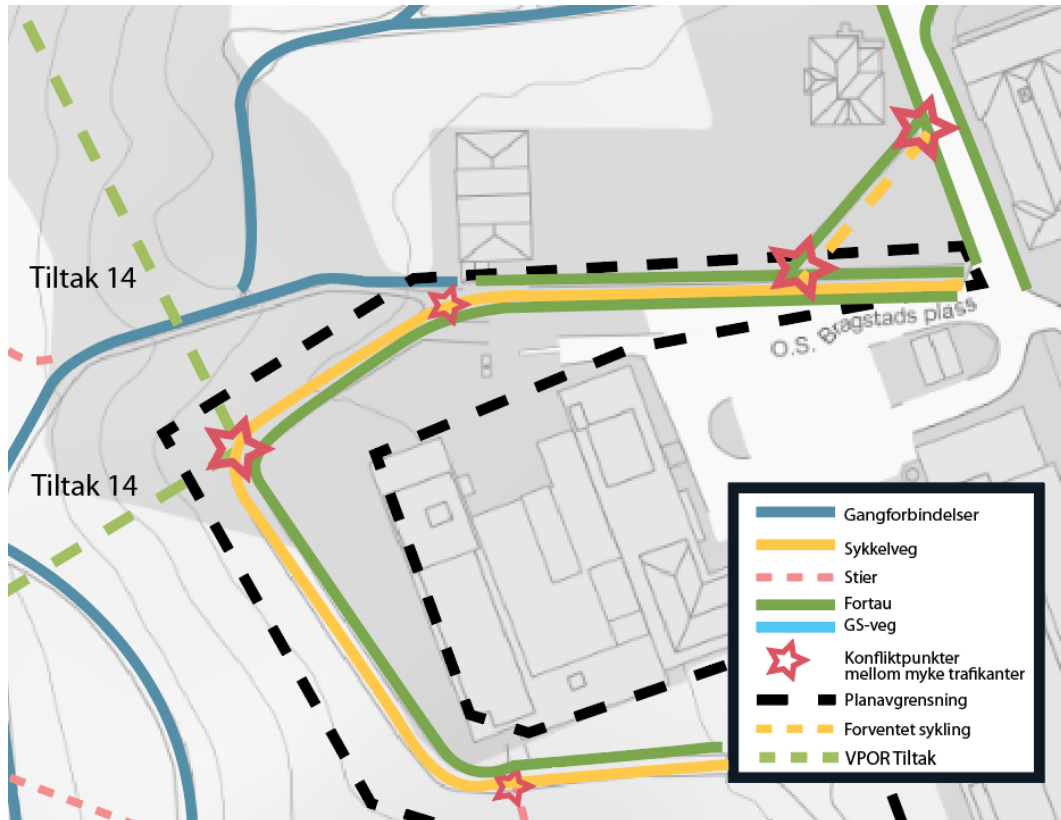 Tiltak 14
O.S. Bragstads plass
Tiltak 14
Gangforbindelser
Sykkelveg
Stier
Fortau
GS-veg
Konfliktpunkter
mellom myke trafikanter
Planavgrensning
Forventet sykling
VPOR Tiltak